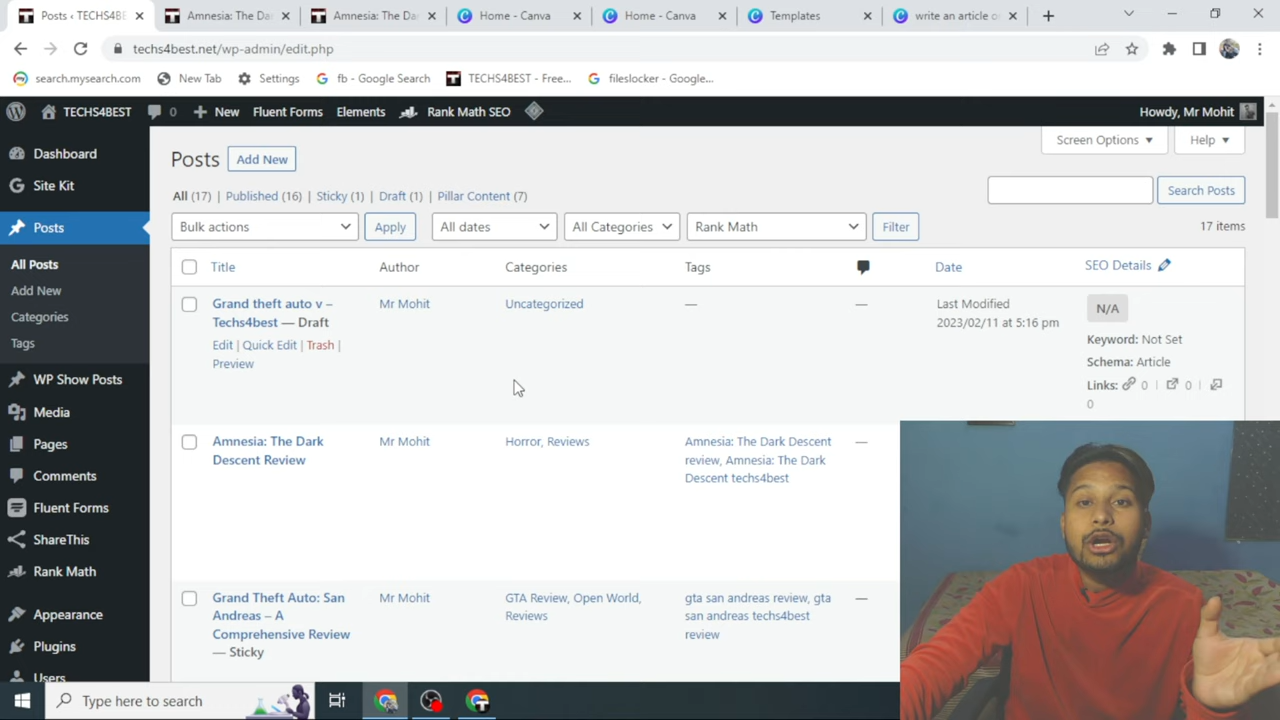 Posts ‹ TECHS4BEST
Amnesia: The Da
Amnesia: The Da
Home - Canva
Home - Canva
Templates
write an article o
techs4best.net/wp-admin/edit.php
search.mysearch.com
New Tab
Settings
fb - Google Search
TECHS4BEST - Free...
fileslocker - Google...
TECHS4BEST
0
New
Fluent Forms
Elements
Rank Math SEO
Howdy, Mr Mohit
Dashboard
Site Kit
Posts
All Posts
Add New
Categories
Tags
WP Show Posts
Media
Pages
Comments
Fluent Forms
ShareThis
Rank Math
Appearance
Plugins
Users
Posts
Add New
Screen Options
Help
All (17) | Published (16) | Sticky (1) | Draft (1) | Pillar Content (7)
Search Posts
Bulk actions
Apply
All dates
All Categories
Rank Math
Filter
17 items
Title
Author
Categories
Tags
Date
SEO Details
Grand theft auto v –
Techs4best — Draft
Edit | Quick Edit | Trash |
Preview
Mr Mohit
Uncategorized
—
—
Last Modified
2023/02/11 at 5:16 pm
N/A
Keyword: Not Set
Schema: Article
Links: 0 | 0 |
0
Amnesia: The Dark
Descent Review
Mr Mohit
Horror, Reviews
Amnesia: The Dark Descent
review, Amnesia: The Dark
Descent techs4best
—
Grand Theft Auto: San
Andreas – A
Comprehensive Review
— Sticky
Mr Mohit
GTA Review, Open World,
Reviews
gta san andreas review, gta
san andreas techs4best
review
—
Type here to search